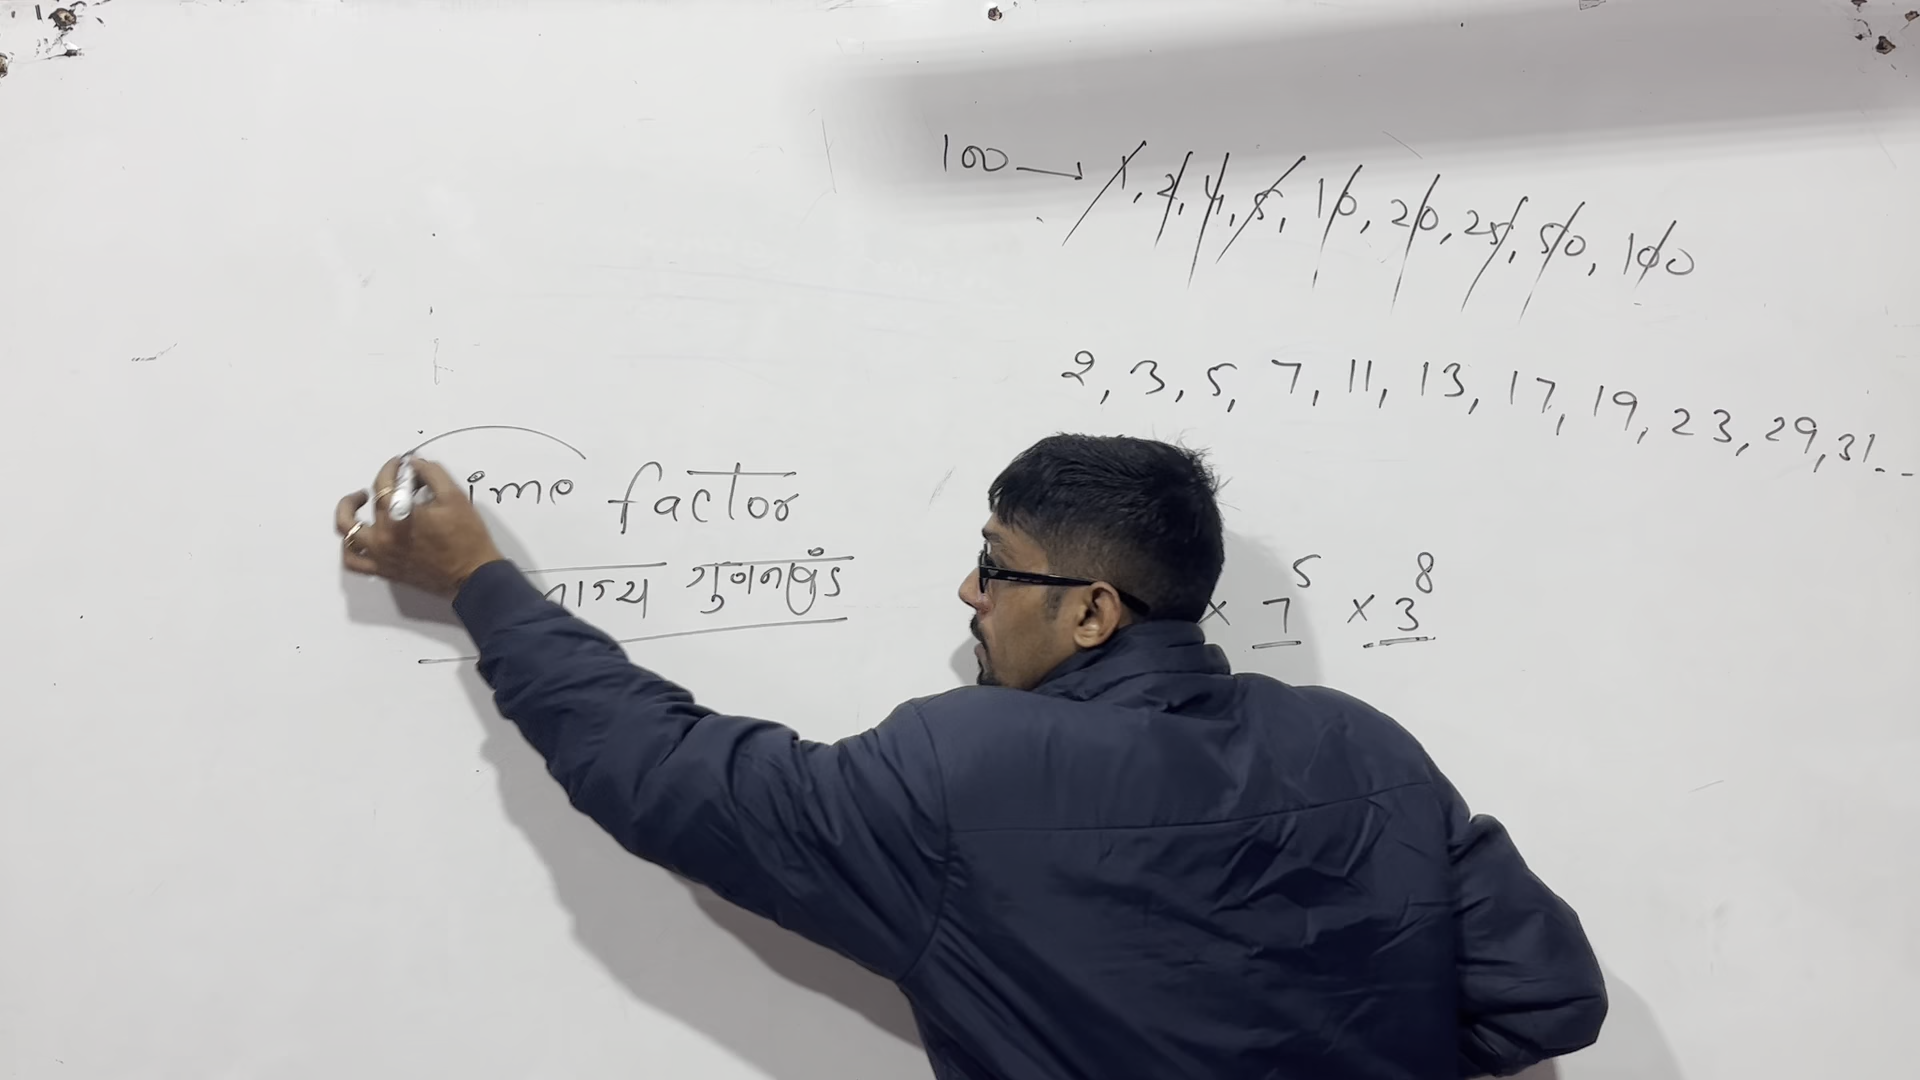 100 → 1, 2, 4, 5, 10, 20, 25, 50, 100
2, 3, 5, 7, 11, 13, 17, 19, 23, 29, 31..
ime factor
भाज्य गुणनखंड
× 7⁵ × 3⁸